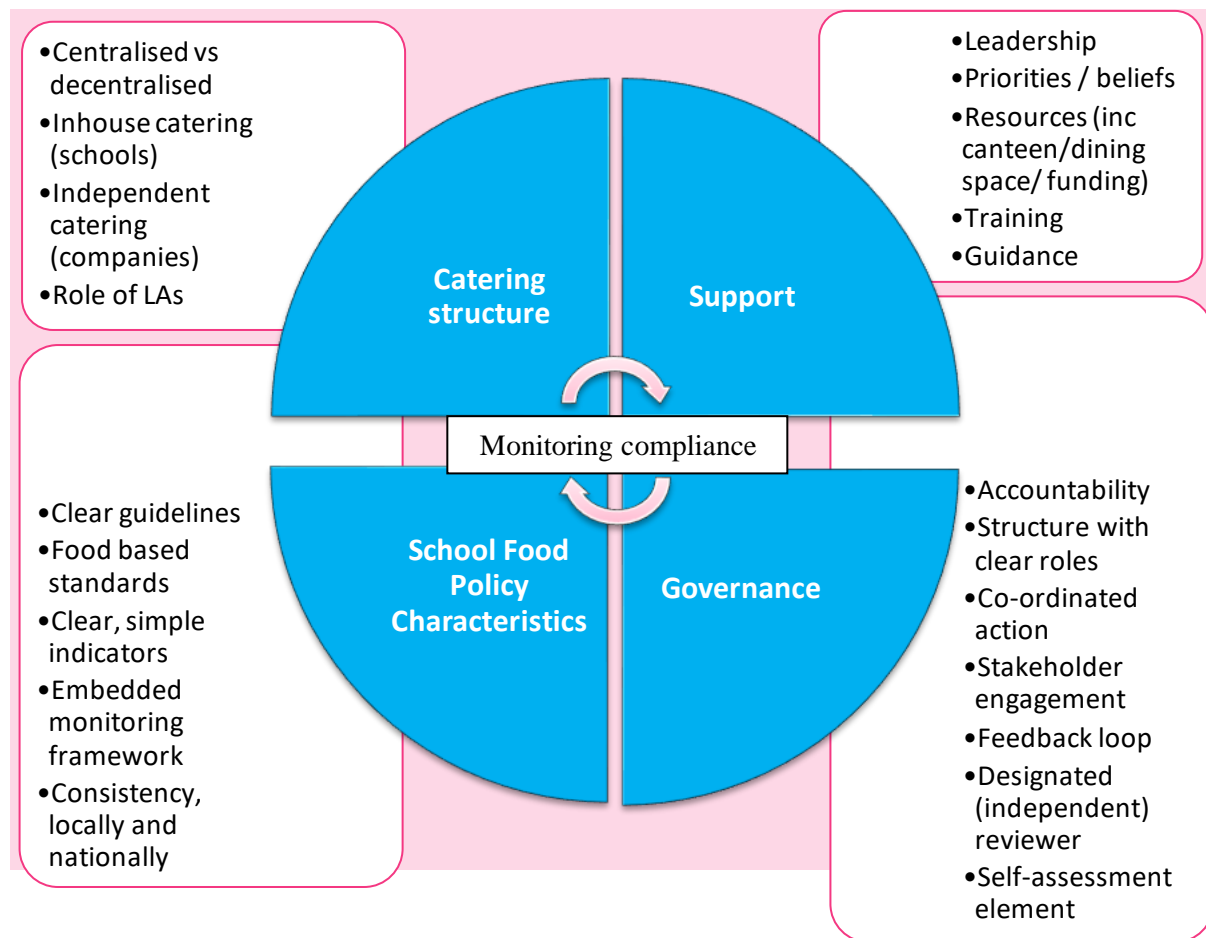 •Centralised vs
decentralised
•Inhouse catering
(schools)
•Independent
catering
(companies)
•Role of LAs
•Leadership
•Priorities / beliefs
•Resources (inc
canteen/dining
space/ funding)
•Training
•Guidance
Catering
structure
Support
Monitoring compliance
School Food
Policy
Characteristics
Governance
•Clear guidelines
•Food based
standards
•Clear, simple
indicators
•Embedded
monitoring
framework
•Consistency,
locally and
nationally
•Accountability
•Structure with
clear roles
•Co-ordinated
action
•Stakeholder
engagement
•Feedback loop
•Designated
(independent)
reviewer
•Self-assessment
element